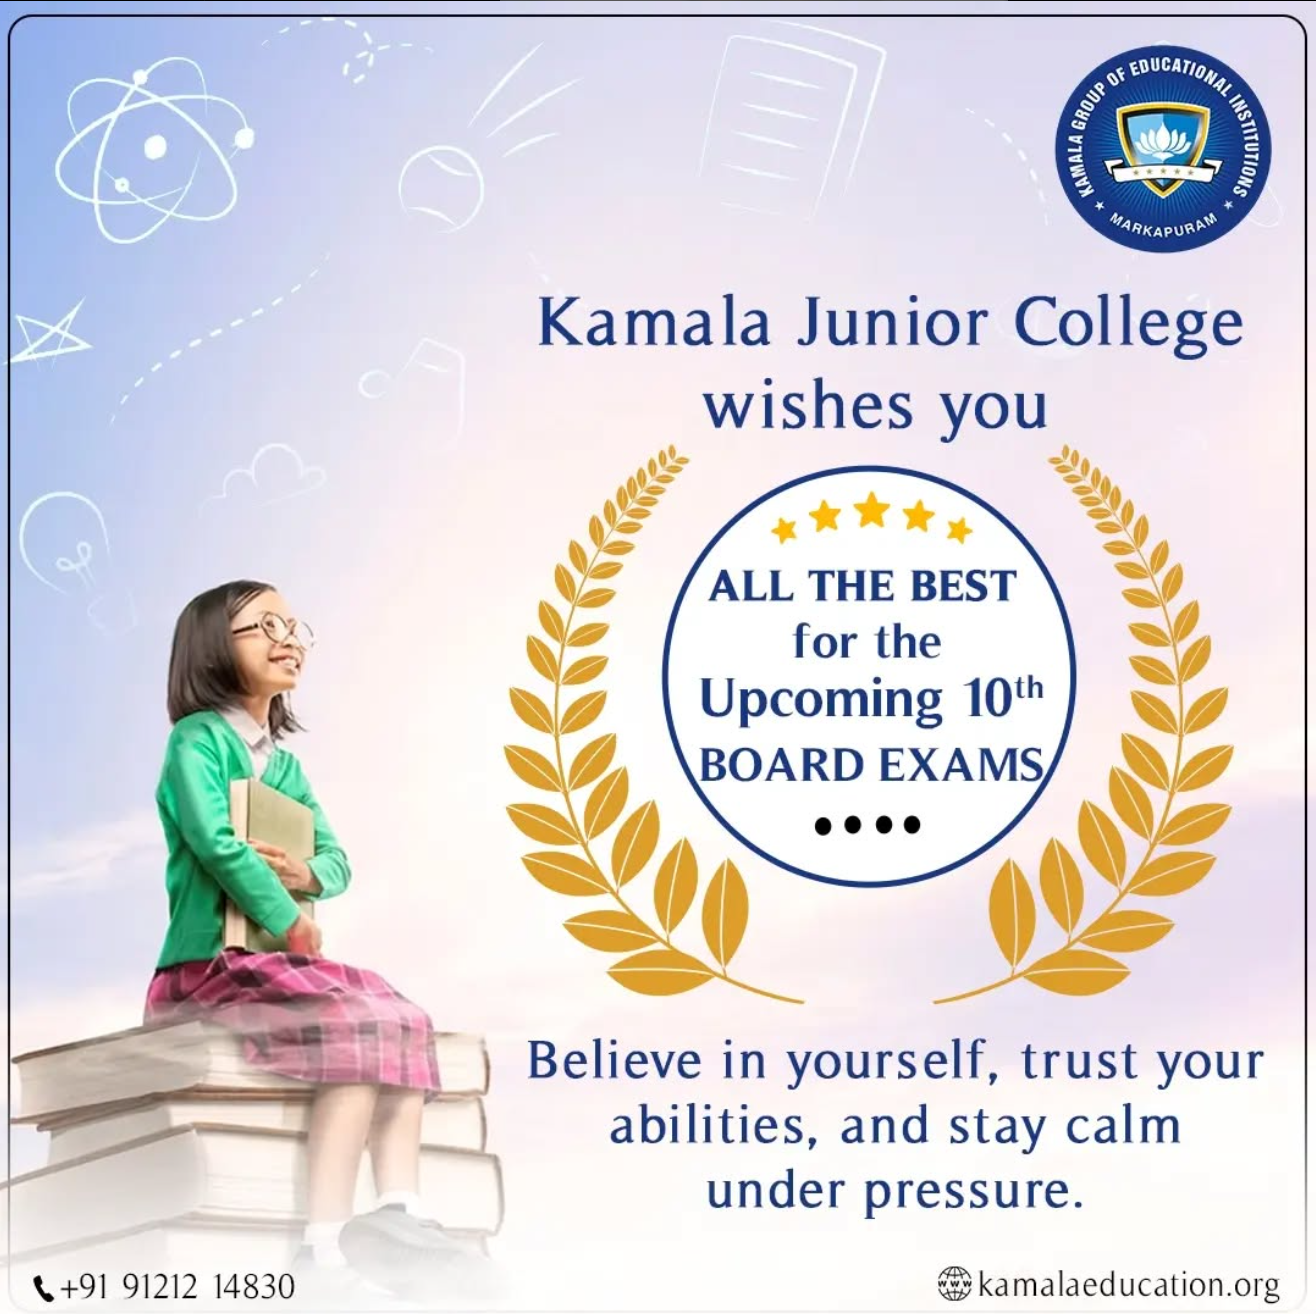 KAMALA GROUP OF EDUCATIONAL INSTITUTIONS
MARKAPURAM
Kamala Junior College
wishes you
ALL THE BEST
for the
Upcoming 10th
BOARD EXAMS
Believe in yourself, trust your
abilities, and stay calm
under pressure.
+91 91212 14830
kamalaeducation.org